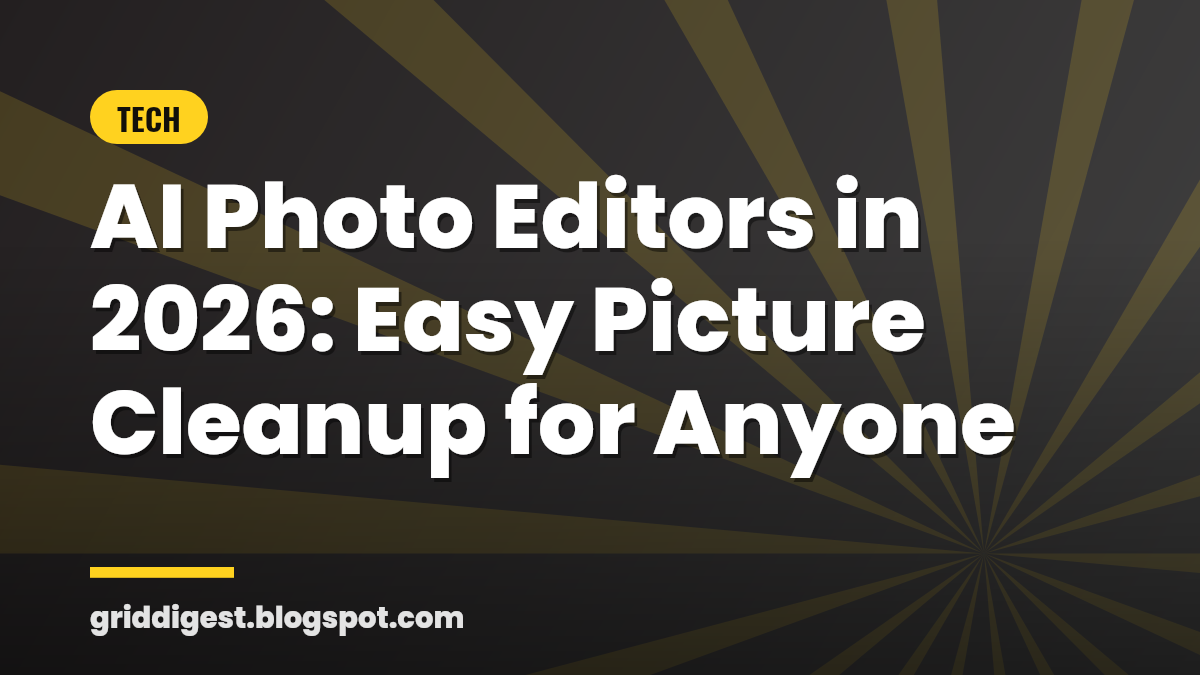 TECH
AI Photo Editors in
2026: Easy Picture
Cleanup for Anyone
griddigest.blogspot.com